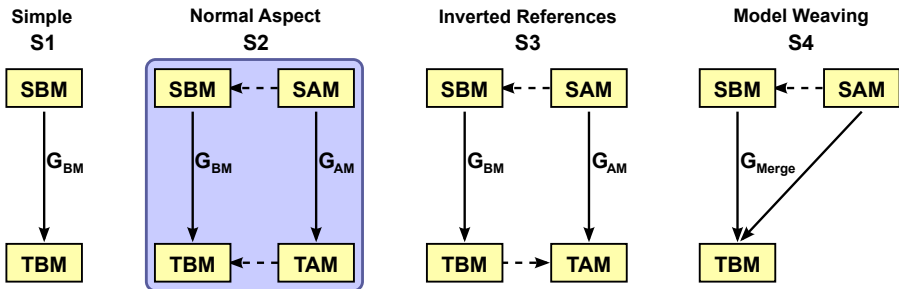 Simple
S1
Normal Aspect
S2
Inverted References
S3
Model Weaving
S4
SBM
SBM
SAM
SBM
SAM
SBM
SAM
GBM
GBM
GAM
GBM
GAM
GMerge
TBM
TBM
TAM
TBM
TAM
TBM